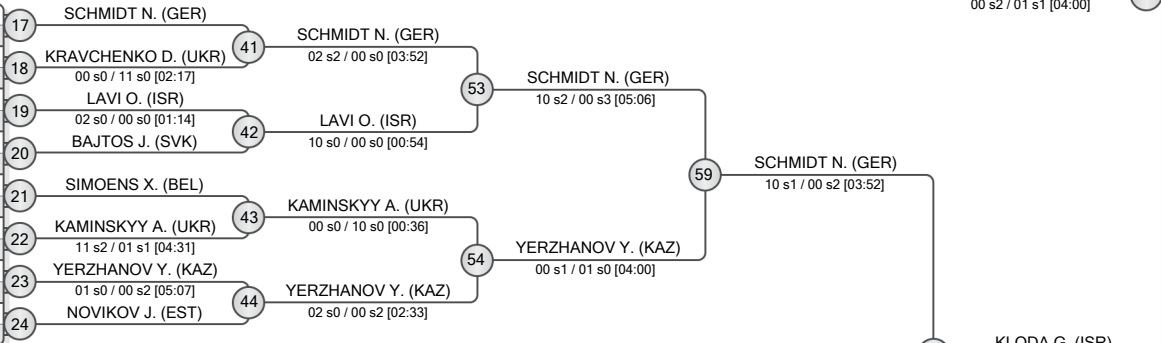 00 s2 / 01 s1 [04:00]
17
SCHMIDT N. (GER)
18
KRAVCHENKO D. (UKR)
00 s0 / 11 s0 [02:17]
19
LAVI O. (ISR)
02 s0 / 00 s0 [01:14]
20
BAJTOS J. (SVK)
21
SIMOENS X. (BEL)
22
KAMINSKYY A. (UKR)
11 s2 / 01 s1 [04:31]
23
YERZHANOV Y. (KAZ)
01 s0 / 00 s2 [05:07]
24
NOVIKOV J. (EST)
41
SCHMIDT N. (GER)
02 s2 / 00 s0 [03:52]
42
LAVI O. (ISR)
10 s0 / 00 s0 [00:54]
43
KAMINSKYY A. (UKR)
00 s0 / 10 s0 [00:36]
44
YERZHANOV Y. (KAZ)
02 s0 / 00 s2 [02:33]
53
SCHMIDT N. (GER)
10 s2 / 00 s3 [05:06]
54
YERZHANOV Y. (KAZ)
00 s1 / 01 s0 [04:00]
59
SCHMIDT N. (GER)
10 s1 / 00 s2 [03:52]
KLODA G. (ISR)